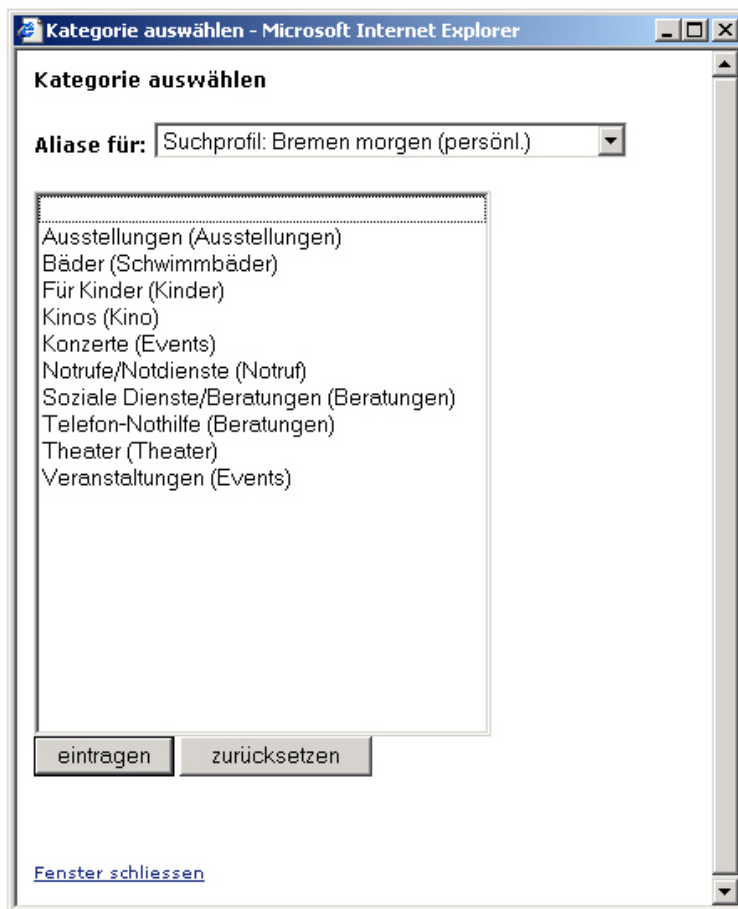 Kategorie auswählen - Microsoft Internet Explorer
Kategorie auswählen
Aliase für: Suchprofil: Bremen morgen (persönl.)
Ausstellungen (Ausstellungen)
Bäder (Schwimmbäder)
Für Kinder (Kinder)
Kinos (Kino)
Konzerte (Events)
Notrufe/Notdienste (Notruf)
Soziale Dienste/Beratungen (Beratungen)
Telefon-Nothilfe (Beratungen)
Theater (Theater)
Veranstaltungen (Events)
eintragen zurücksetzen
Fenster schliessen